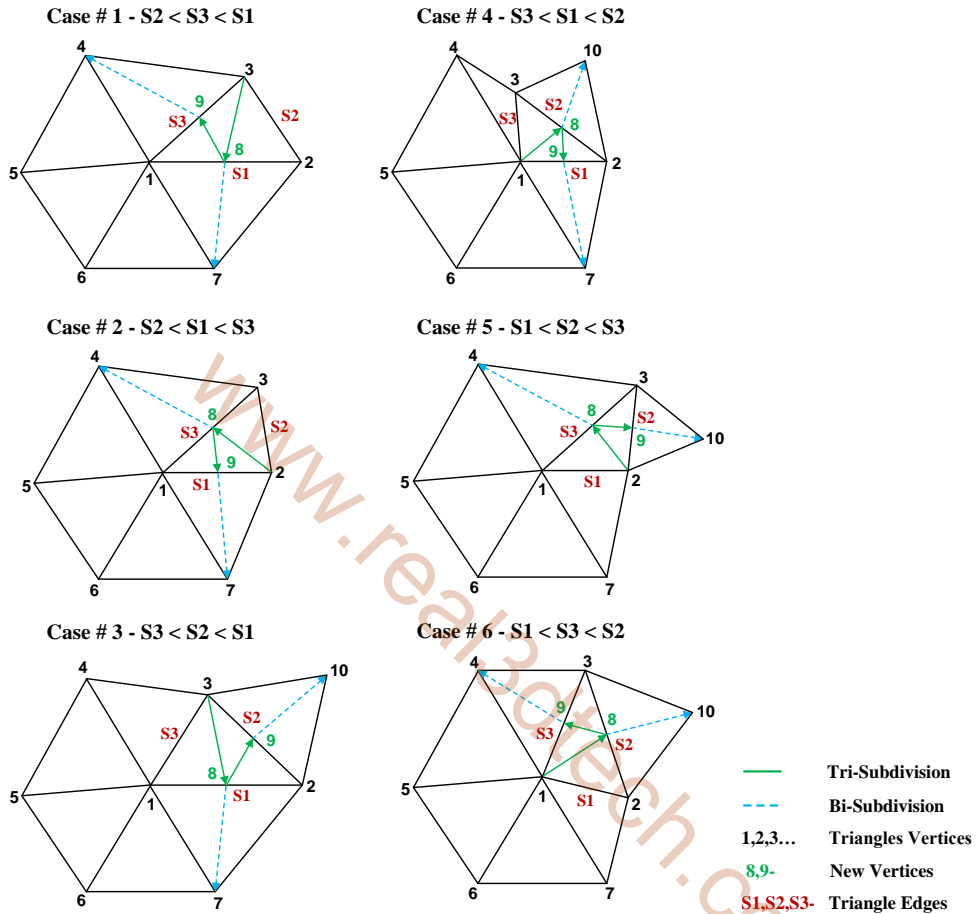 Case # 1 - S2 < S3 < S1
4
3
9
S2
S3
8
5
1
S1
2
6
7
Case # 4 - S3 < S1 < S2
4
10
3
S2
S3
8
9
5
1
S1
2
6
7
Case # 2 - S2 < S1 < S3
4
3
8
S3
S2
9
5
1
S1
2
6
7
Case # 5 - S1 < S2 < S3
4
3
8
S2
S3
9
10
5
1
S1
2
6
7
Case # 3 - S3 < S2 < S1
4
3
10
S3
S2
9
8
5
1
S1
2
6
7
Case # 6 - S1 < S3 < S2
4
3
9
8
10
S3
S2
5
1
S1
2
6
7
Tri-Subdivision
Bi-Subdivision
1,2,3… Triangles Vertices
8,9- New Vertices
S1,S2,S3- Triangle Edges
www.real3dtech.co